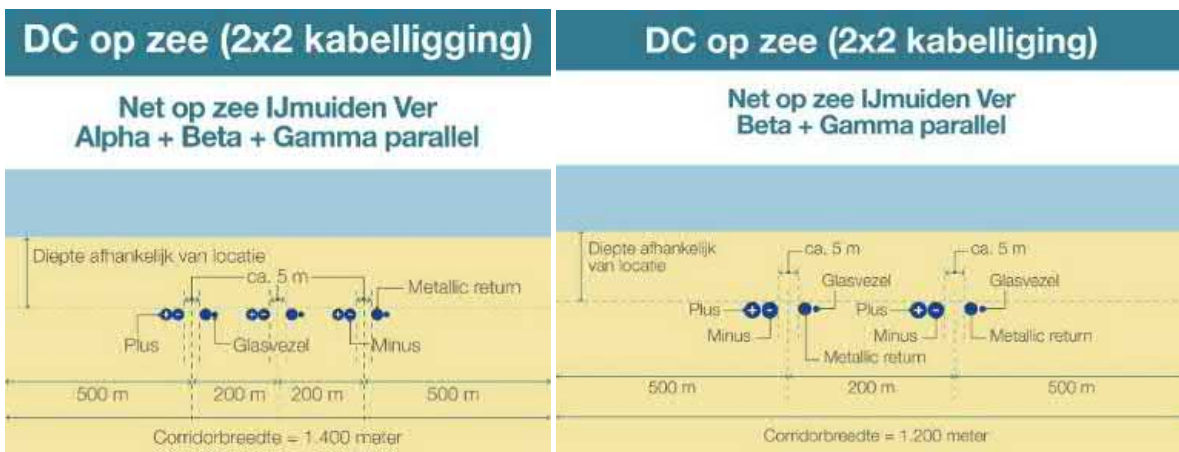 DC op zee (2x2 kabelligging)
Net op zee IJmuiden Ver
Alpha + Beta + Gamma parallel
Diepte afhankelijk van locatie
ca. 5 m
Metallic return
+ - + - + -
Plus
Glasvezel
Minus
500 m
200 m
200 m
500 m
Corridorbreedte = 1.400 meter
DC op zee (2x2 kabelliging)
Net op zee IJmuiden Ver
Beta + Gamma parallel
Diepte afhankelijk
van locatie
ca. 5 m
ca. 5 m
Glasvezel
Glasvezel
Plus
+ -
Plus
+ -
Minus
Minus
Metallic return
Metallic return
500 m
200 m
500 m
Corridorbreedte = 1.200 meter